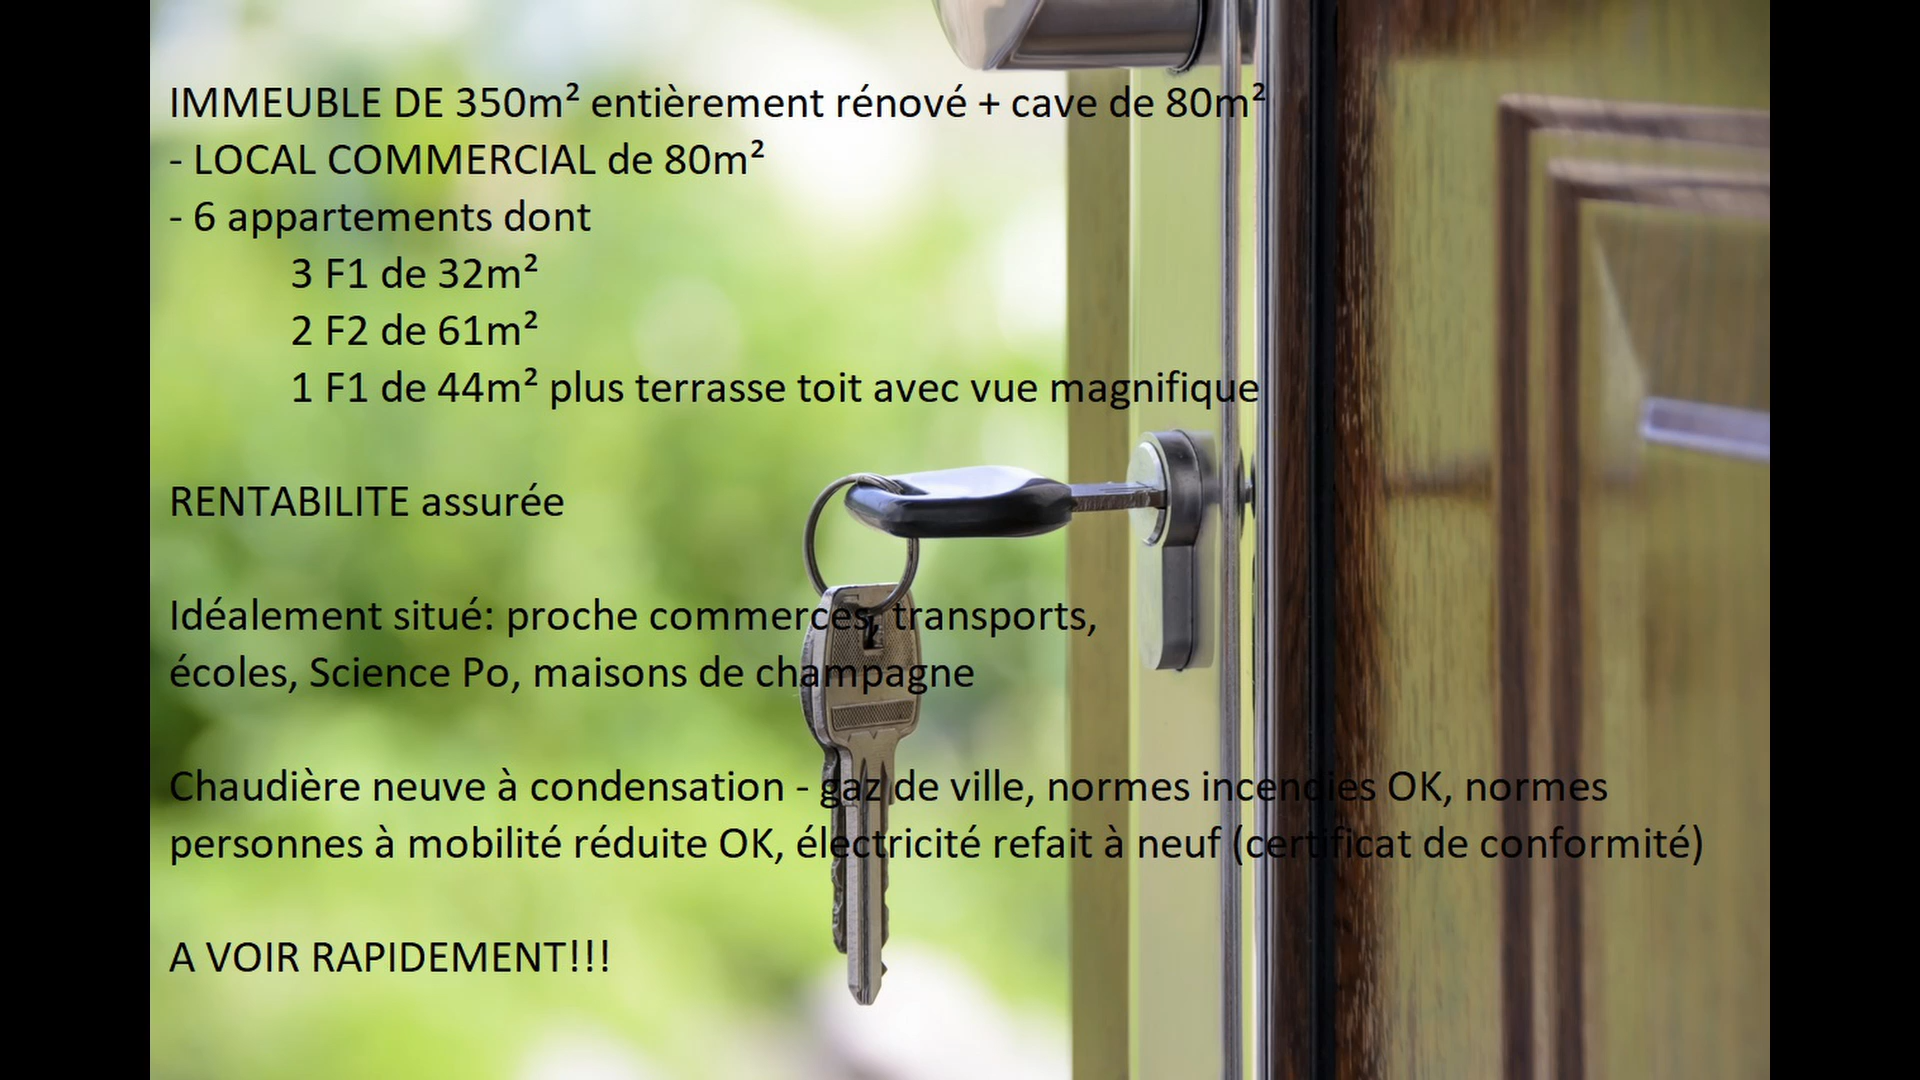 IMMEUBLE DE 350m² entièrement rénové + cave de 80m²
- LOCAL COMMERCIAL de 80m²
- 6 appartements dont
3 F1 de 32m²
2 F2 de 61m²
1 F1 de 44m² plus terrasse toit avec vue magnifique
RENTABILITE assurée
Idéalement situé: proche commerces, transports,
écoles, Science Po, maisons de champagne
Chaudière neuve à condensation - gaz de ville, normes incendies OK, normes
personnes à mobilité réduite OK, électricité refait à neuf (certificat de conformité)
A VOIR RAPIDEMENT!!!